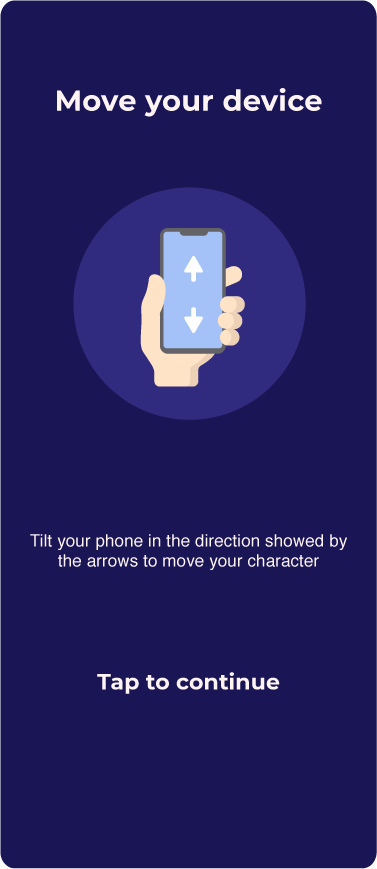 Move your device
Tilt your phone in the direction showed by
the arrows to move your character
Tap to continue